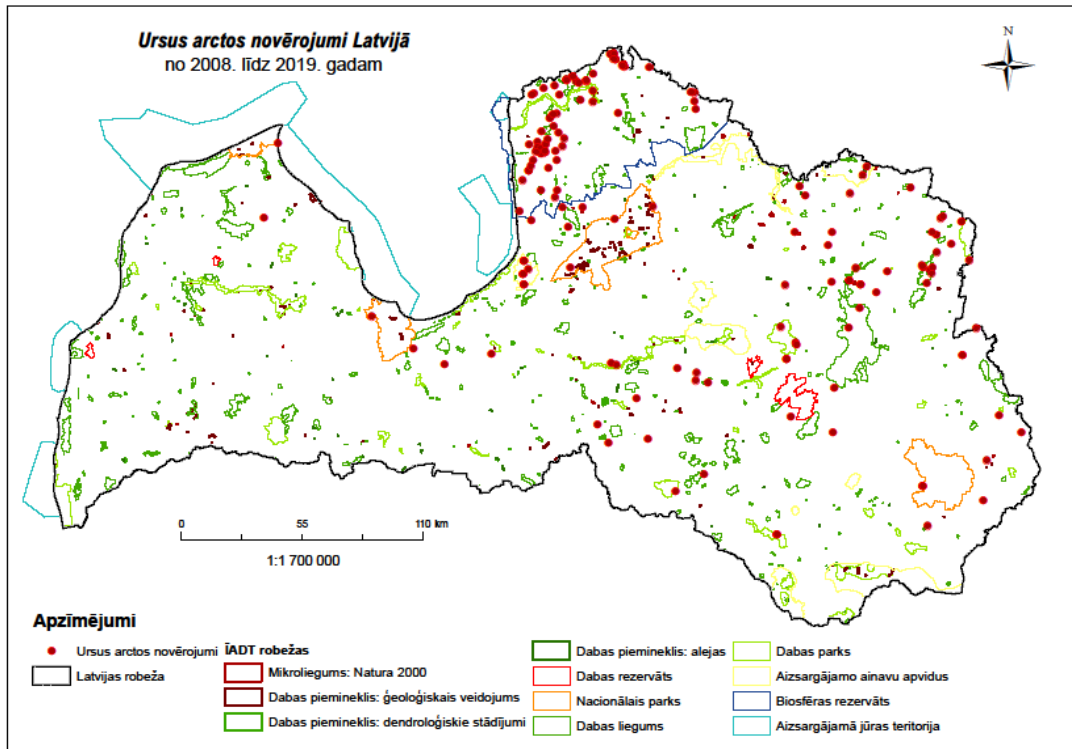 Ursus arctos novērojumi Latvijā
no 2008. līdz 2019. gadam
N
0 55 110 km
1:1 700 000
Apzīmējumi
Ursus arctos novērojumi
Latvijas robeža
ĪADT robežas
Mikroliegums: Natura 2000
Dabas piemineklis: ģeoloģiskais veidojums
Dabas piemineklis: dendroloģiskie stādījumi
Dabas piemineklis: alejas
Dabas rezervāts
Nacionālais parks
Dabas liegums
Dabas parks
Aizsargājamo ainavu apvidus
Biosfēras rezervāts
Aizsargājamā jūras teritorija